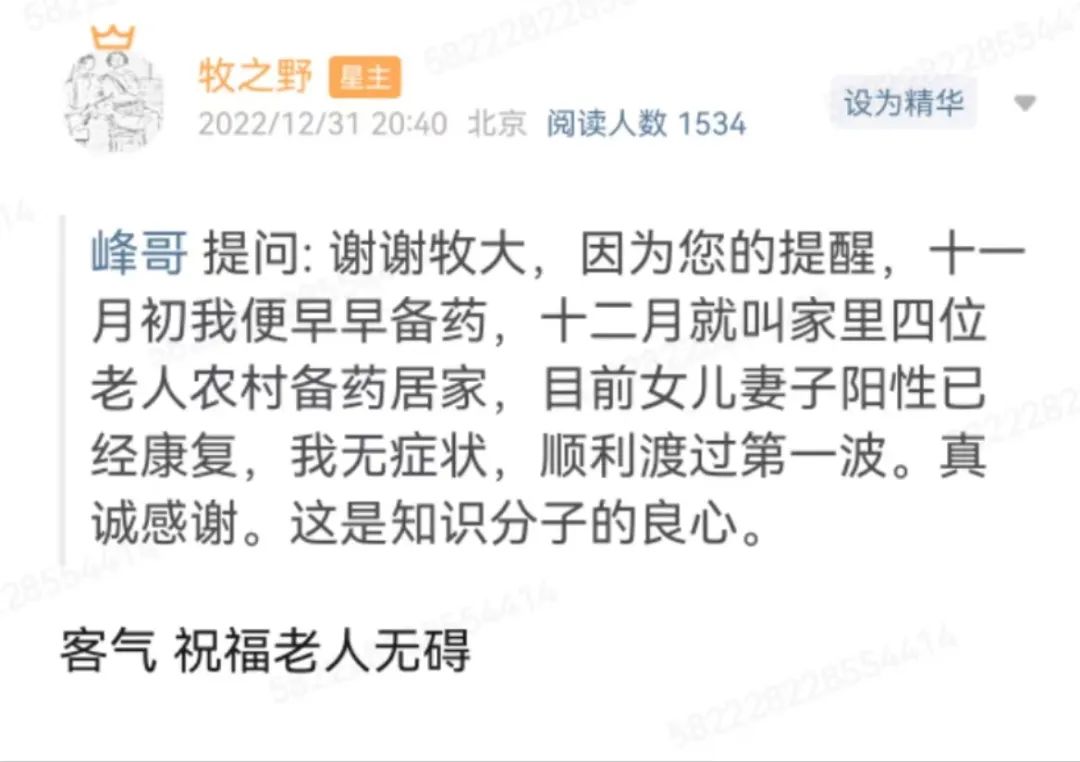 牧之野 星主
2022/12/31 20:40 北京 阅读人数 1534
设为精华
峰哥 提问: 谢谢牧大，因为您的提醒，十一
月初我便早早备药，十二月就叫家里四位
老人农村备药居家，目前女儿妻子阳性已
经康复，我无症状，顺利渡过第一波。真
诚感谢。这是知识分子的良心。
客气 祝福老人无碍
582228228554414